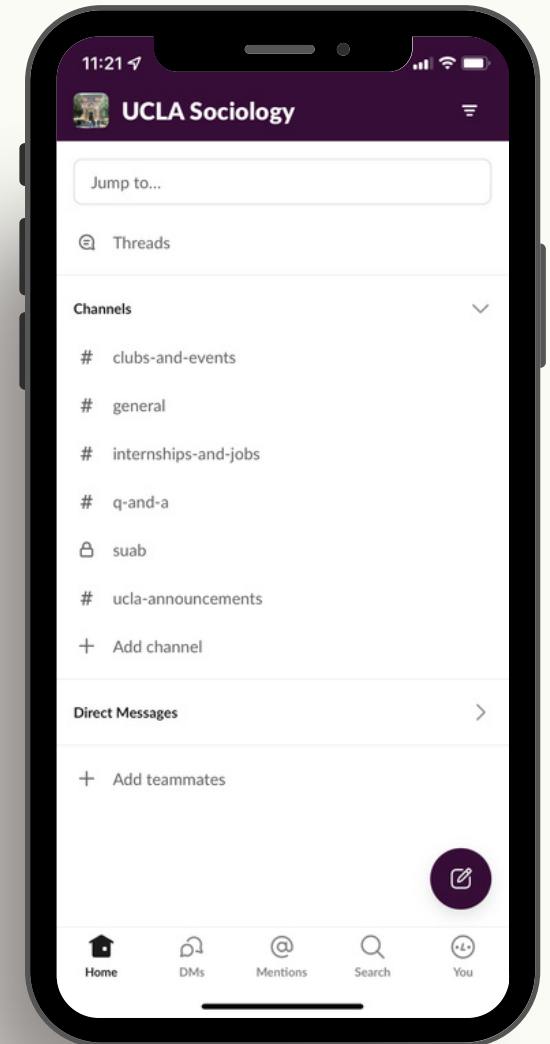 11:21
UCLA Sociology
Jump to...
Threads
Channels
# clubs-and-events
# general
# internships-and-jobs
# q-and-a
suab
# ucla-announcements
+ Add channel
Direct Messages
+ Add teammates
Home DMs Mentions Search You